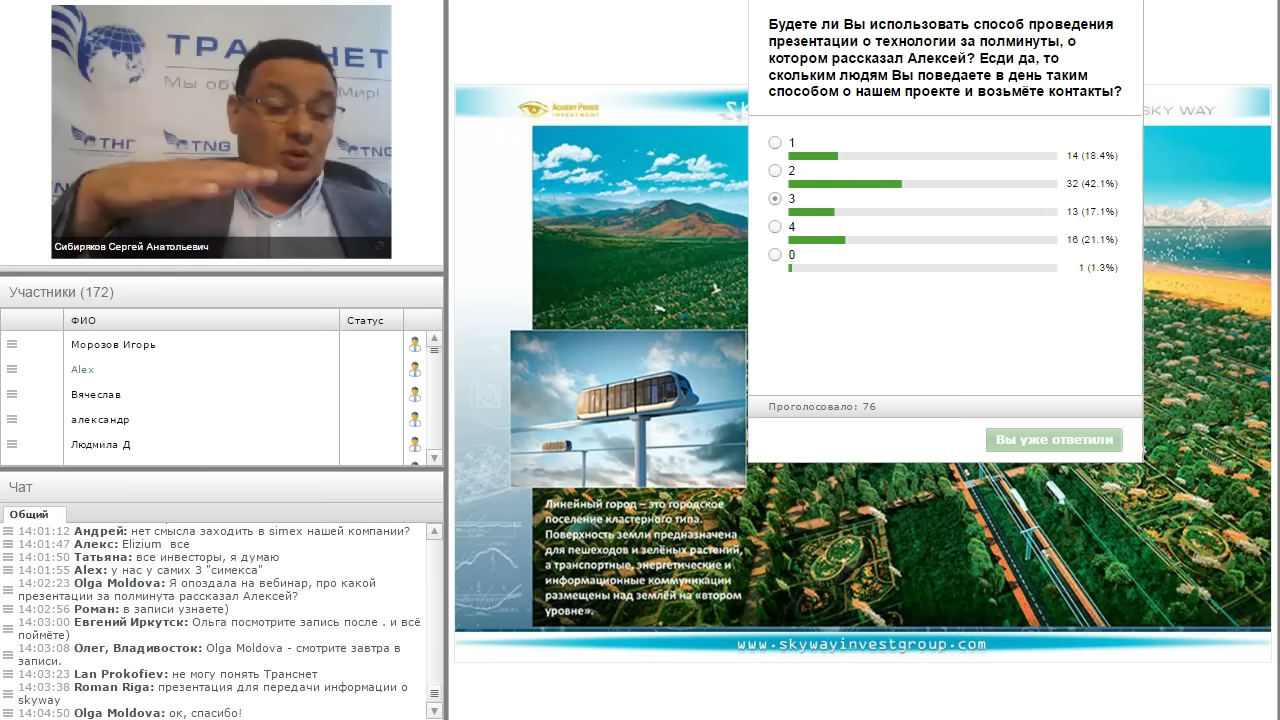 ТРАНСНЕТ
Мы об
Мир!
ТНГ
TNG
Сибиряков Сергей Анатольевич
Участники (172)
ФИО
Статус
Морозов Игорь
Alex
Вячеслав
александр
Людмила Д
Чат
Общий
14:01:12 Андрей: нет смысла заходить в simex нашей компании?
14:01:47 Алекс: Elizium все
14:01:50 Татьяна: все инвесторы, я думаю
14:01:55 Alex: у нас у самих 3 "симекса"
14:02:23 Olga Moldova: Я опоздала на вебинар, про какой
презентации за полминута рассказал Алексей?
14:02:56 Роман: в записи узнаете)
14:03:00 Евгений Иркутск: Ольга посмотрите запись после . и всё
поймёте)
14:03:08 Олег, Владивосток: Olga Moldova - смотрите завтра в
записи.
14:03:23 Lan Prokofiev: не могу понять Транснет
14:03:38 Roman Riga: презентация для передачи информации о
skyway
14:04:50 Olga Moldova: ок, спасибо!
ACADEMY PRIVATE
INVESTMENT
SK
SKY WAY
Будете ли Вы использовать способ проведения
презентации о технологии за полминуты, о
котором рассказал Алексей? Есди да, то
скольким людям Вы поведаете в день таким
способом о нашем проекте и возьмёте контакты?
1
14 (18.4%)
2
32 (42.1%)
3
13 (17.1%)
4
16 (21.1%)
0
1 (1.3%)
Проголосовало: 76
Вы уже ответили
Линейный город – это городское
поселение кластерного типа.
Поверхность земли предназначена
для пешеходов и зелёных растений,
а транспортные, энергетические и
информационные коммуникации
размещены над землёй на «втором
уровне».
www.skywayinvestgroup.com